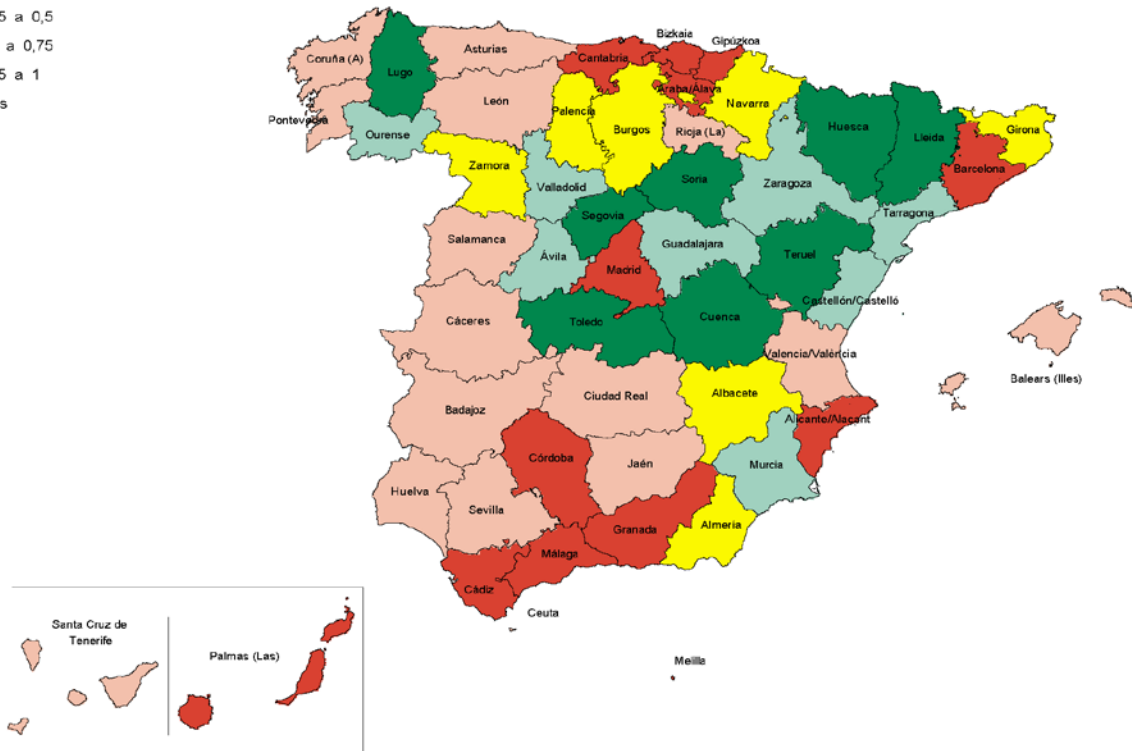 5 a 0,5
a 0,75
5 a 1
s
Bizkaia
Gipúzkoa
Asturias
Cantabria
Coruña (A)
Lugo
Araba/Álava
León
Navarra
Palencia
Pontevedra
Burgos
Rioja (La)
Huesca
Lleida
Girona
Ourense
Zamora
Barcelona
Soria
Valladolid
Zaragoza
Segovia
Tarragona
Salamanca
Guadalajara
Ávila
Teruel
Madrid
Castellón/Castelló
Cáceres
Toledo
Cuenca
Valencia/Valéncia
Balears (Illes)
Ciudad Real
Albacete
Badajoz
Alicante/Alacant
Córdoba
Jaén
Murcia
Huelva
Sevilla
Granada
Almeria
Málaga
Cádiz
Ceuta
Santa Cruz de
Tenerife
Palmas (Las)
Melilla